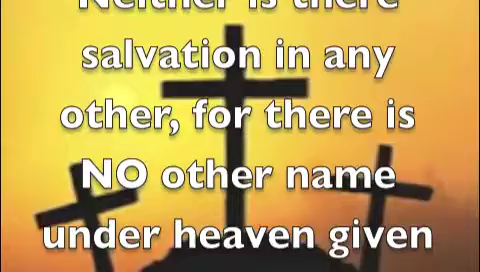 Neither is there
salvation in any
other, for there is
NO other name
under heaven given